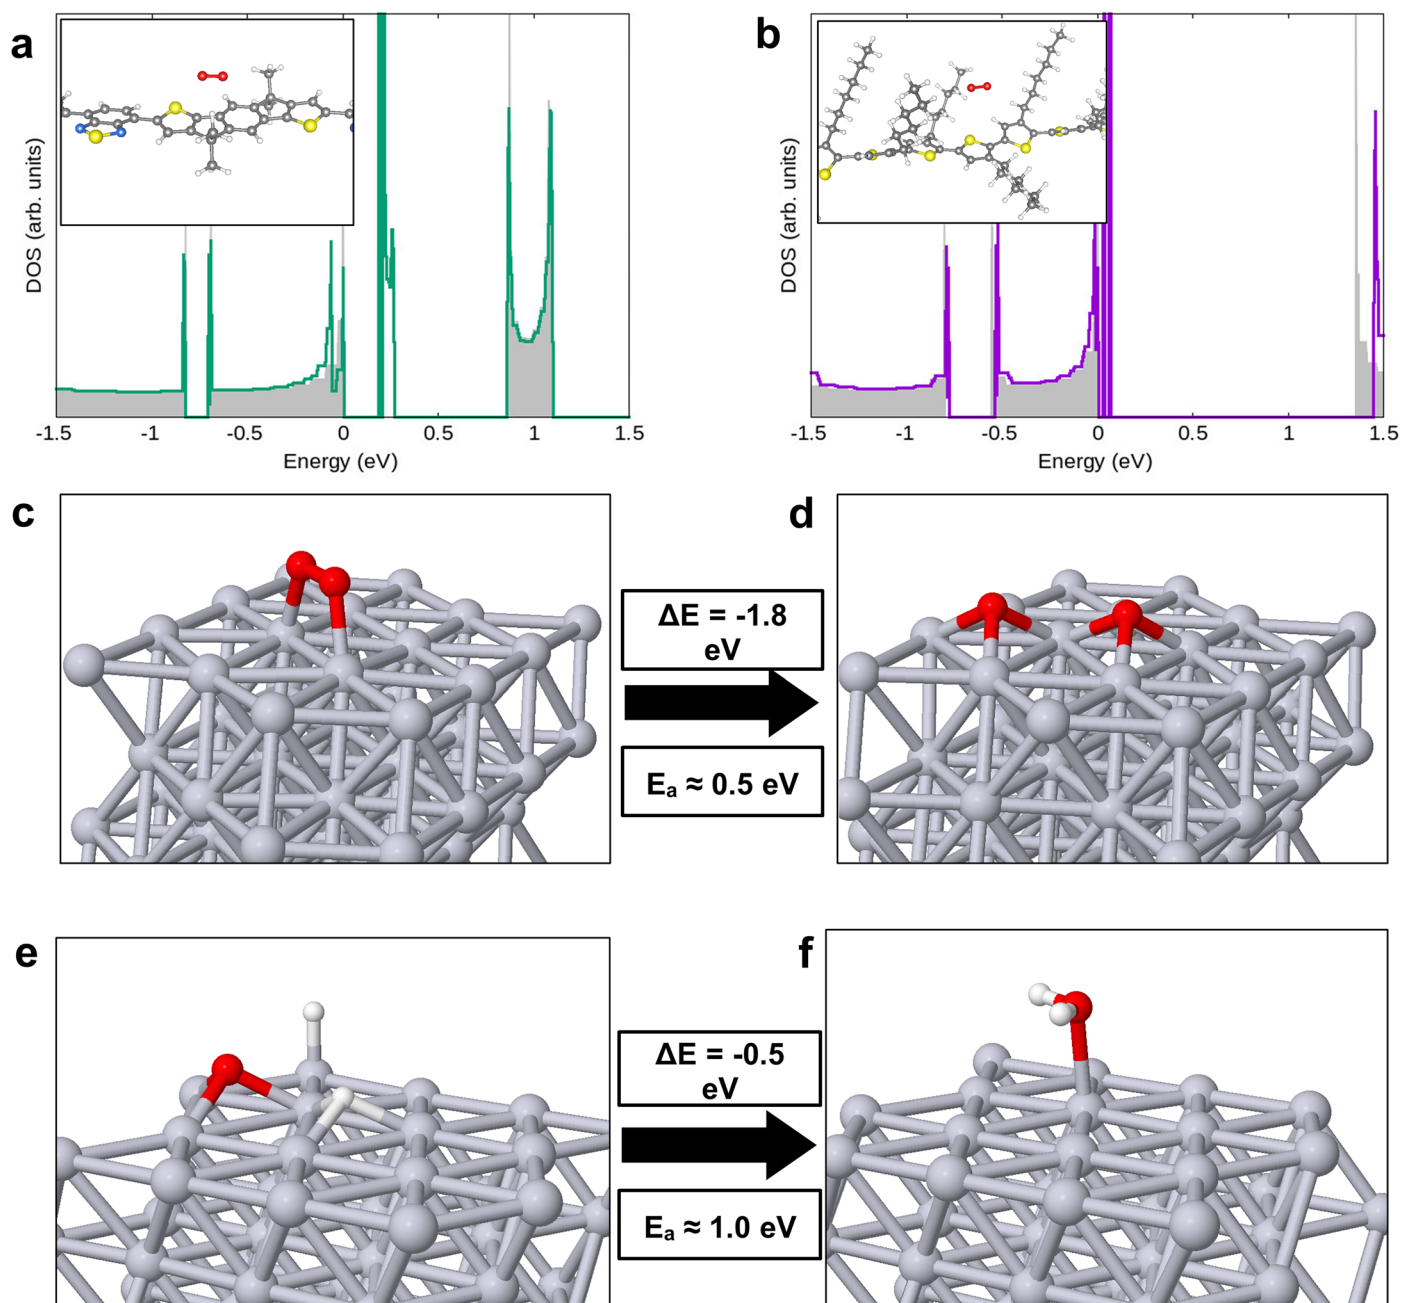 a
DOS (arb. units)
-1.5 -1 -0.5 0 0.5 1 1.5
Energy (eV)
b
DOS (arb. units)
-1.5 -1 -0.5 0 0.5 1 1.5
Energy (eV)
c
ΔE = -1.8
eV
Eₐ ≈ 0.5 eV
d
e
ΔE = -0.5
eV
Eₐ ≈ 1.0 eV
f